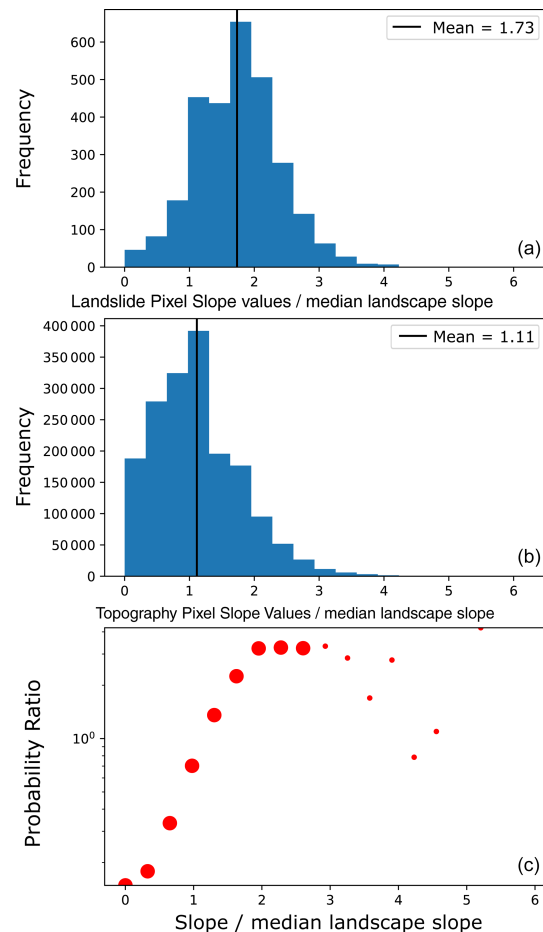 600
500
400
300
200
100
0
Frequency
Mean = 1.73
(a)
0 1 2 3 4 5 6
Landslide Pixel Slope values / median landscape slope
400 000
350 000
300 000
250 000
200 000
150 000
100 000
50 000
0
Frequency
Mean = 1.11
(b)
0 1 2 3 4 5 6
Topography Pixel Slope Values / median landscape slope
10⁰
Probability Ratio
(c)
0 1 2 3 4 5 6
Slope / median landscape slope